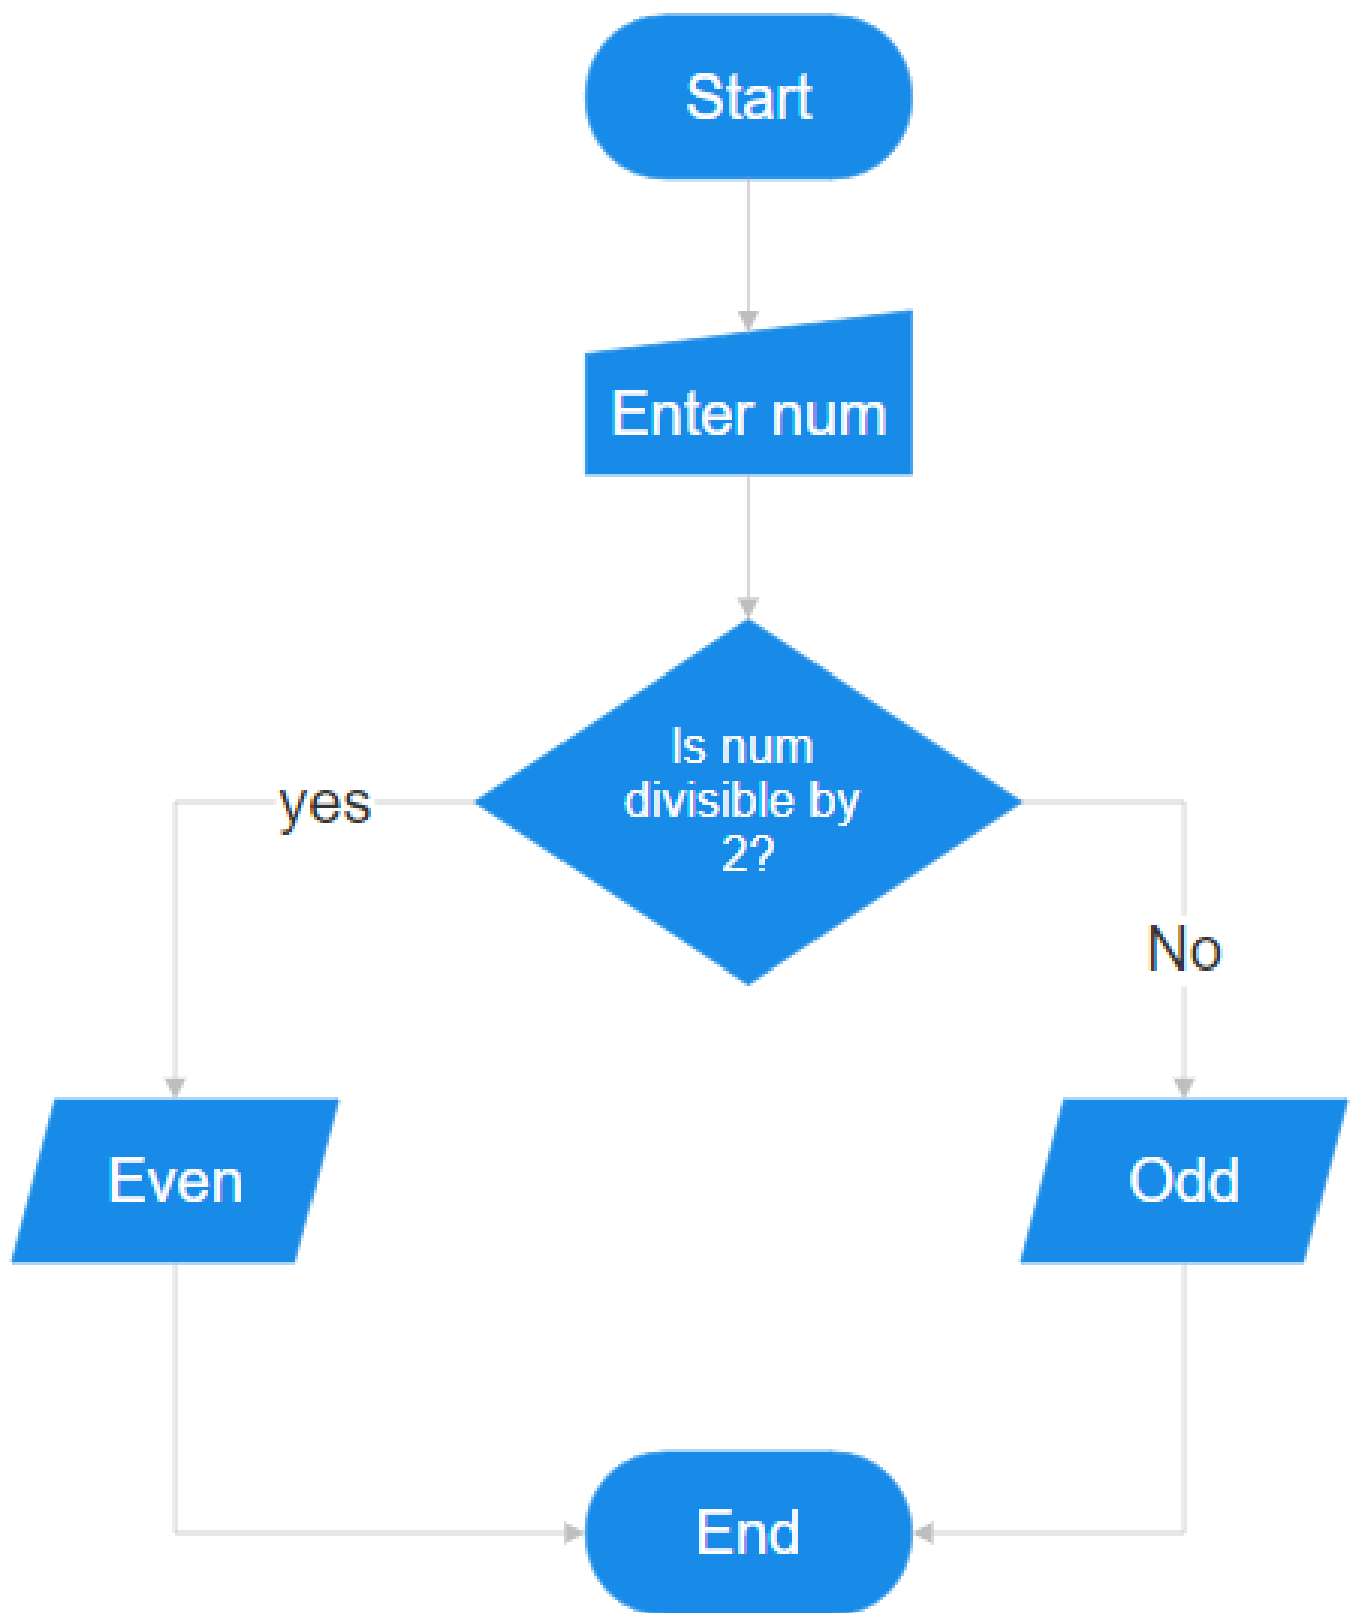 Start
Enter num
Is num
divisible by
2?
yes
No
Even
Odd
End